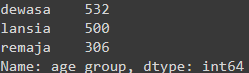 dewasa     532
lansia     500
remaja     306
Name: age group, dtype: int64